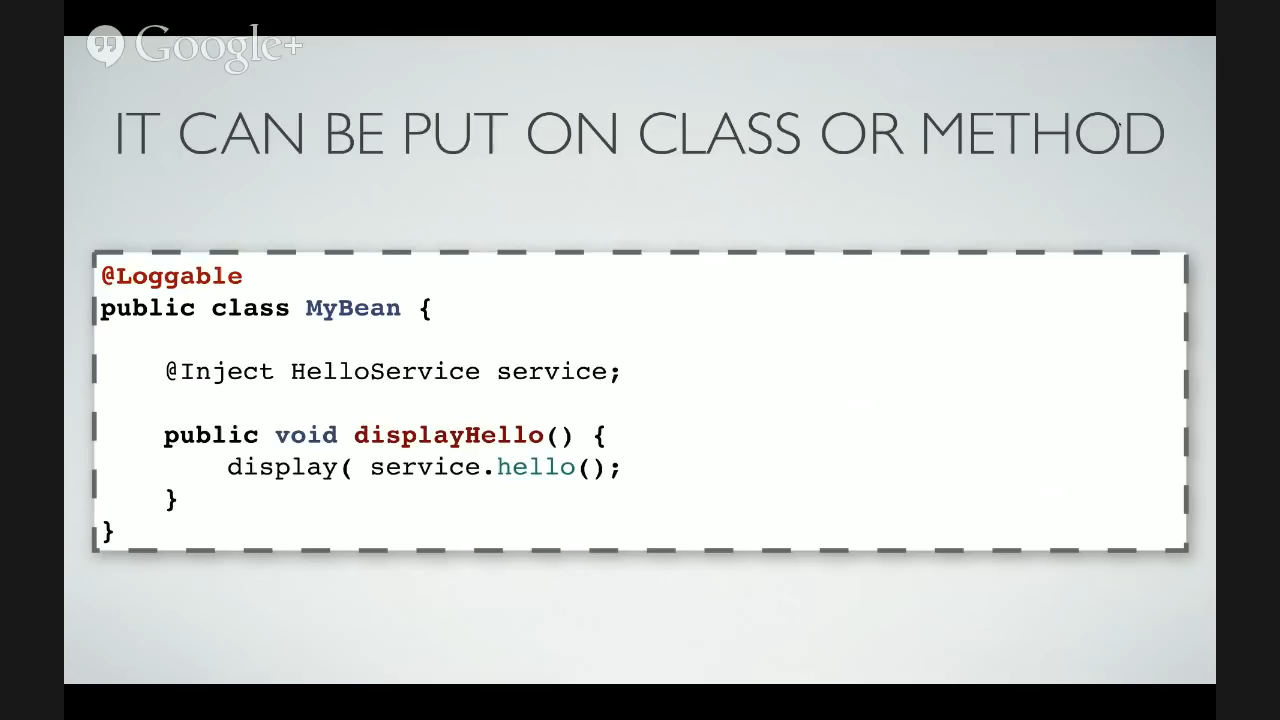 Google+
IT CAN BE PUT ON CLASS OR METHOD
@Loggable
public class MyBean {
@Inject HelloService service;
public void displayHello() {
display( service.hello();
}
}